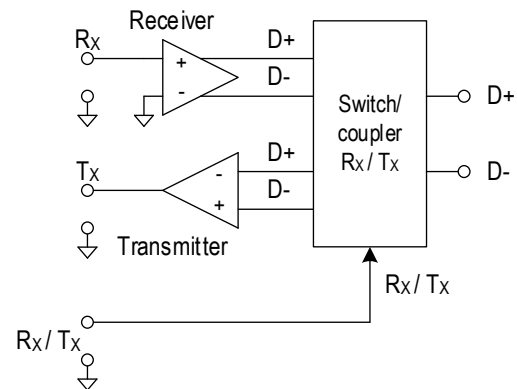 Receiver
RX
+
-
D+
D-
Switch/
coupler
RX / TX
D+
D-
TX
-
+
D+
D-
Transmitter
RX / TX
RX / TX